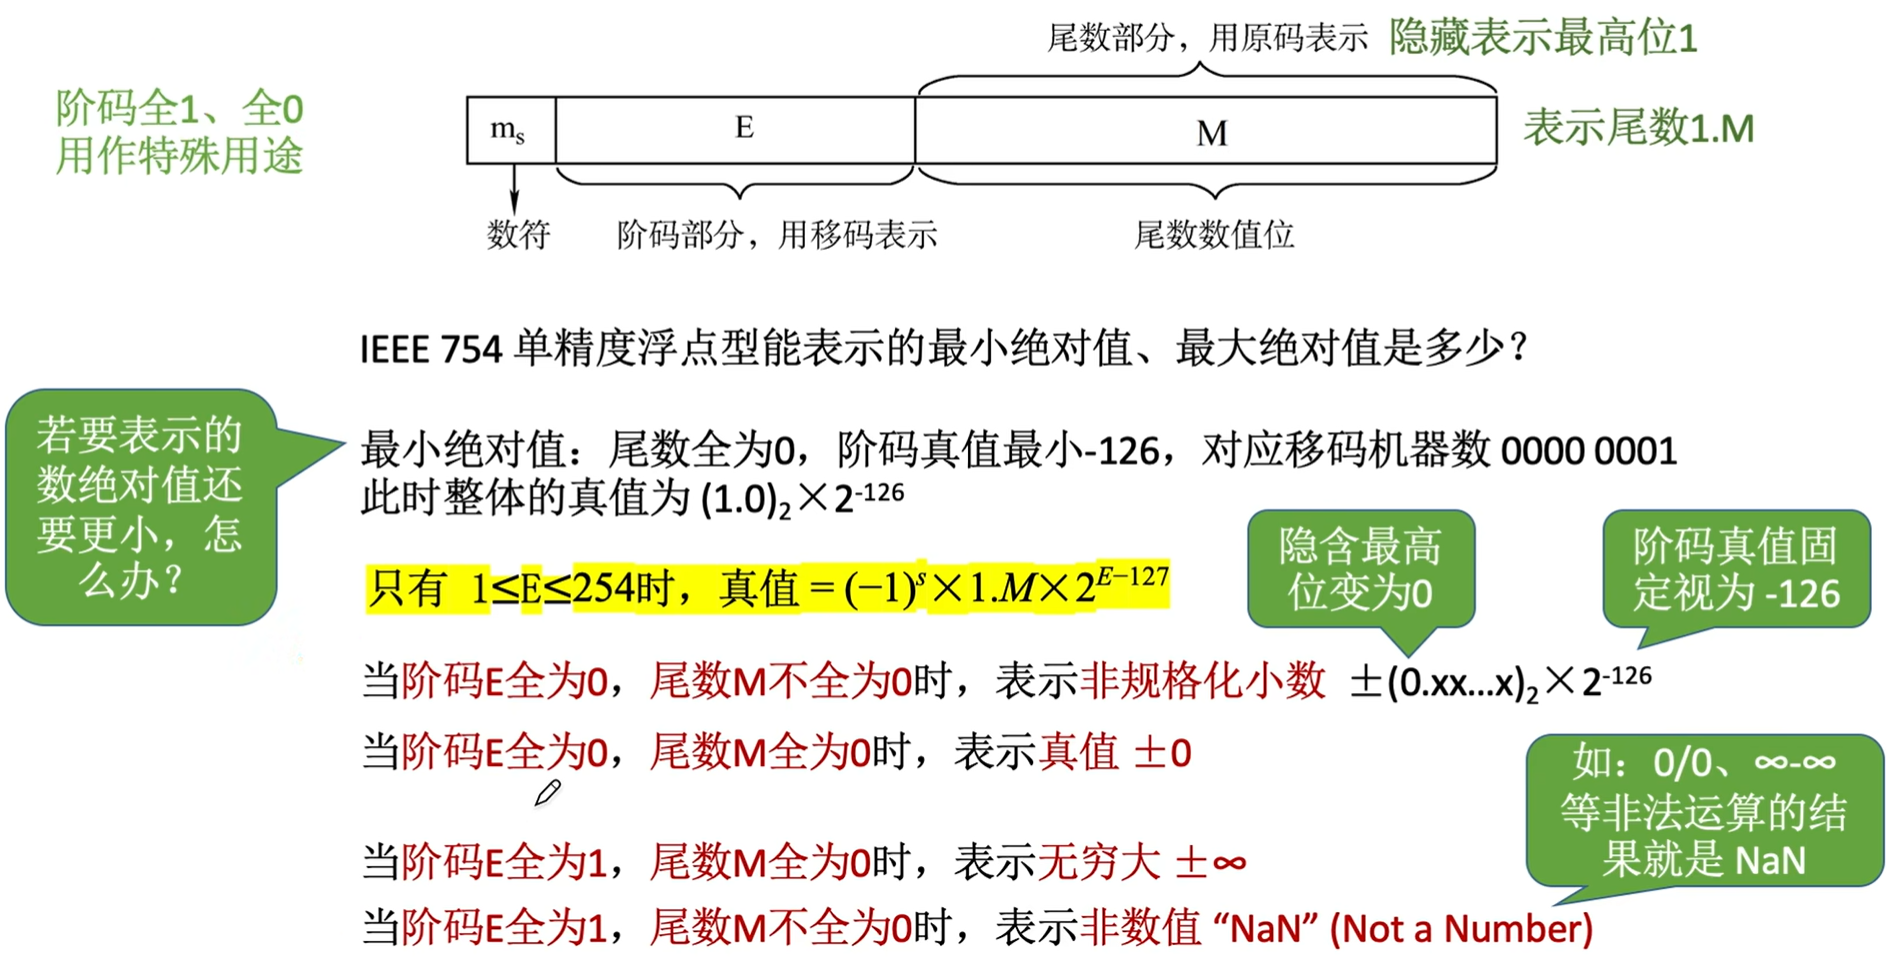 尾数部分，用原码表示 隐藏表示最高位1
阶码全1、全0
用作特殊用途
mₛ E M
表示尾数1.M
数符 阶码部分，用移码表示 尾数数值位
IEEE 754 单精度浮点型能表示的最小绝对值、最大绝对值是多少？
若要表示的
数绝对值还
要更小，怎
么办？
最小绝对值：尾数全为0，阶码真值最小-126，对应移码机器数 0000 0001
此时整体的真值为 (1.0)₂×2⁻¹²⁶
隐含最高
位变为0
阶码真值固
定视为 -126
只有 1≤E≤254时，真值 = (−1)ˢ×1.M×2ᴱ⁻¹²⁷
当阶码E全为0，尾数M不全为0时，表示非规格化小数 ±(0.xx...x)₂×2⁻¹²⁶
当阶码E全为0，尾数M全为0时，表示真值 ±0
如：0/0、∞-∞
等非法运算的结
果就是 NaN
当阶码E全为1，尾数M全为0时，表示无穷大 ±∞
当阶码E全为1，尾数M不全为0时，表示非数值 “NaN” (Not a Number)